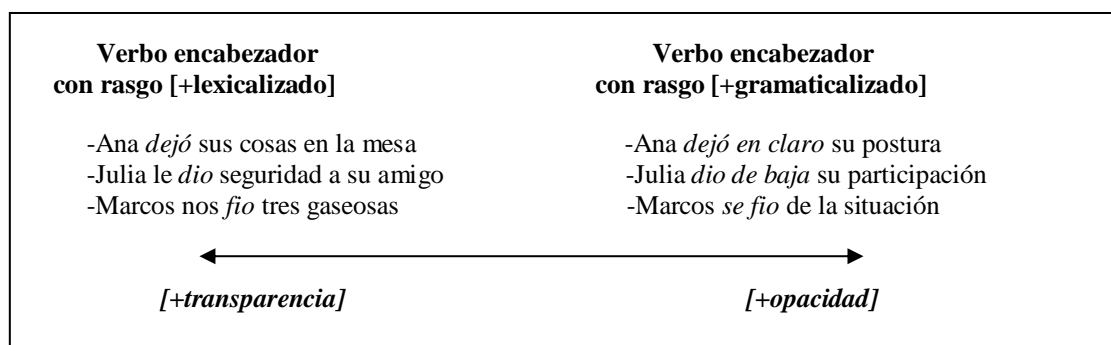 Verbo encabezador
con rasgo [+lexicalizado]
-Ana dejó sus cosas en la mesa
-Julia le dio seguridad a su amigo
-Marcos nos fio tres gaseosas
[+transparencia]
Verbo encabezador
con rasgo [+gramaticalizado]
-Ana dejó en claro su postura
-Julia dio de baja su participación
-Marcos se fio de la situación
[+opacidad]